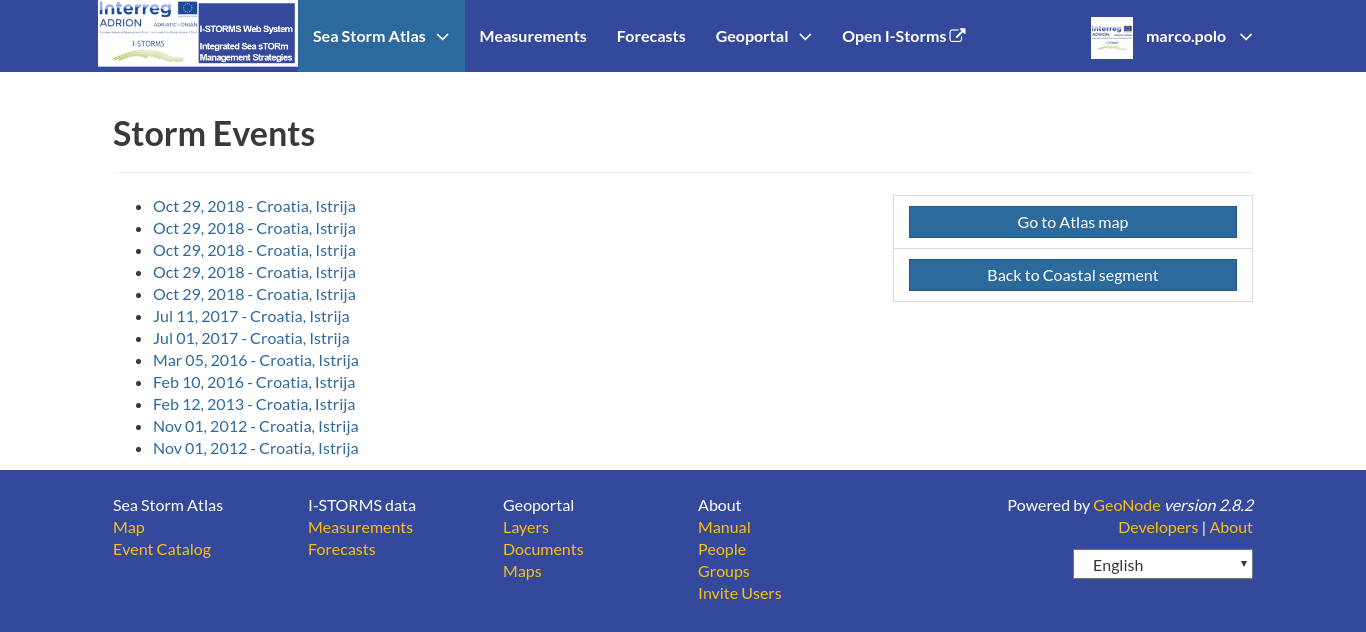 Interreg
ADRION ADRIATIC-IONIAN
I-STORMS
I-STORMS Web System
Integrated Sea sTORm
Management Strategies
Sea Storm Atlas
Measurements
Forecasts
Geoportal
Open I-Storms
Interreg
ADRION
marco.polo
Storm Events
Oct 29, 2018 - Croatia, Istrija
Oct 29, 2018 - Croatia, Istrija
Oct 29, 2018 - Croatia, Istrija
Oct 29, 2018 - Croatia, Istrija
Oct 29, 2018 - Croatia, Istrija
Jul 11, 2017 - Croatia, Istrija
Jul 01, 2017 - Croatia, Istrija
Mar 05, 2016 - Croatia, Istrija
Feb 10, 2016 - Croatia, Istrija
Feb 12, 2013 - Croatia, Istrija
Nov 01, 2012 - Croatia, Istrija
Nov 01, 2012 - Croatia, Istrija
Go to Atlas map
Back to Coastal segment
Sea Storm Atlas
Map
Event Catalog
I-STORMS data
Measurements
Forecasts
Geoportal
Layers
Documents
Maps
About
Manual
People
Groups
Invite Users
Powered by GeoNode version 2.8.2
Developers | About
English